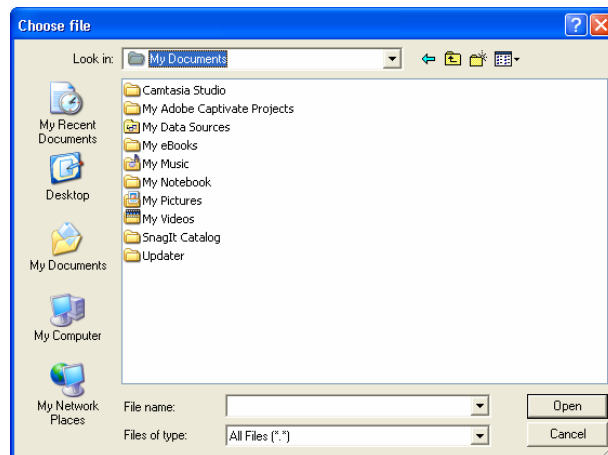 Choose file
Look in:
My Documents
My Recent
Documents
Desktop
My Documents
My Computer
My Network
Places
Camtasia Studio
My Adobe Captivate Projects
My Data Sources
My eBooks
My Music
My Notebook
My Pictures
My Videos
SnagIt Catalog
Updater
File name:
Open
Files of type:
All Files (*.*)
Cancel